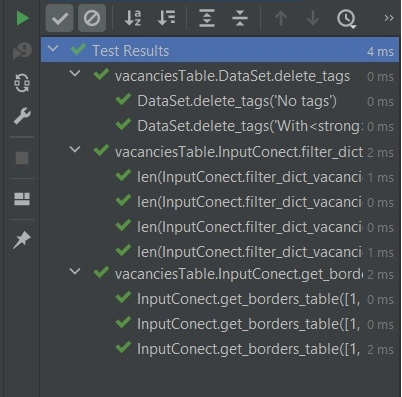 Test Results 4 ms
vacanciesTable.DataSet.delete_tags 0 ms
DataSet.delete_tags('No tags') 0 ms
DataSet.delete_tags('With<strong> 0 ms
vacanciesTable.InputConect.filter_dict 2 ms
len(InputConect.filter_dict_vacanci 1 ms
len(InputConect.filter_dict_vacanci 0 ms
len(InputConect.filter_dict_vacanci 0 ms
len(InputConect.filter_dict_vacanci 1 ms
vacanciesTable.InputConect.get_borde 2 ms
InputConect.get_borders_table([1, 0 ms
InputConect.get_borders_table([1, 0 ms
InputConect.get_borders_table([1, 2 ms